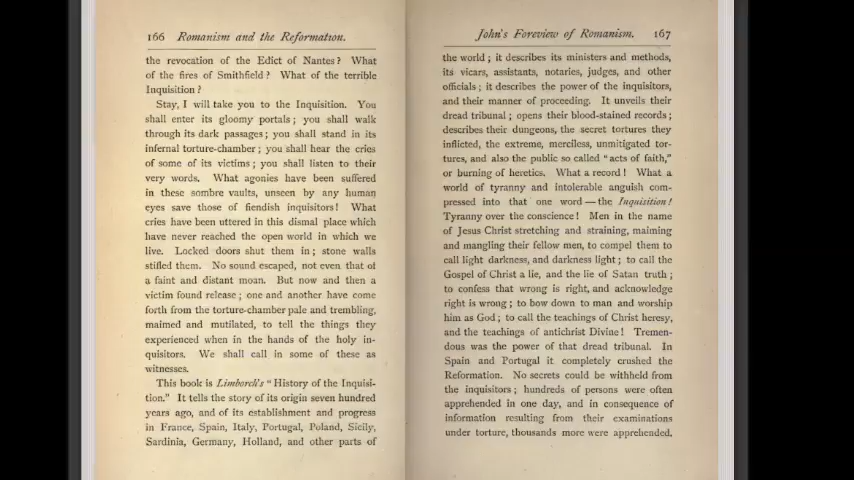 166 Romanism and the Reformation.
the revocation of the Edict of Nantes? What
of the fires of Smithfield? What of the terrible
Inquisition?
Stay, I will take you to the Inquisition. You
shall enter its gloomy portals; you shall walk
through its dark passages; you shall stand in its
infernal torture-chamber; you shall hear the cries
of some of its victims; you shall listen to their
very words. What agonies have been suffered
in these sombre vaults, unseen by any human
eyes save those of fiendish inquisitors! What
cries have been uttered in this dismal place which
have never reached the open world in which we
live. Locked doors shut them in; stone walls
stifled them. No sound escaped, not even that of
a faint and distant moan. But now and then a
victim found release; one and another have come
forth from the torture-chamber pale and trembling,
maimed and mutilated, to tell the things they
experienced when in the hands of the holy in-
quisitors. We shall call in some of these as
witnesses.
This book is Limborch's "History of the Inquisi-
tion." It tells the story of its origin seven hundred
years ago, and of its establishment and progress
in France, Spain, Italy, Portugal, Poland, Sicily,
Sardinia, Germany, Holland, and other parts of
John's Foreview of Romanism. 167
the world; it describes its ministers and methods,
its vicars, assistants, notaries, judges, and other
officials; it describes the power of the inquisitors,
and their manner of proceeding. It unveils their
dread tribunal; opens their blood-stained records;
describes their dungeons, the secret tortures they
inflicted, the extreme, merciless, unmitigated tor-
tures, and also the public so called "acts of faith,"
or burning of heretics. What a record! What a
world of tyranny and intolerable anguish com-
pressed into that one word—the Inquisition!
Tyranny over the conscience! Men in the name
of Jesus Christ stretching and straining, maiming
and mangling their fellow men, to compel them to
call light darkness, and darkness light; to call the
Gospel of Christ a lie, and the lie of Satan truth;
to confess that wrong is right, and acknowledge
right is wrong; to bow down to man and worship
him as God; to call the teachings of Christ heresy,
and the teachings of antichrist Divine! Tremen-
dous was the power of that dread tribunal. In
Spain and Portugal it completely crushed the
Reformation. No secrets could be withheld from
the inquisitors; hundreds of persons were often
apprehended in one day, and in consequence of
information resulting from their examinations
under torture, thousands more were apprehended.